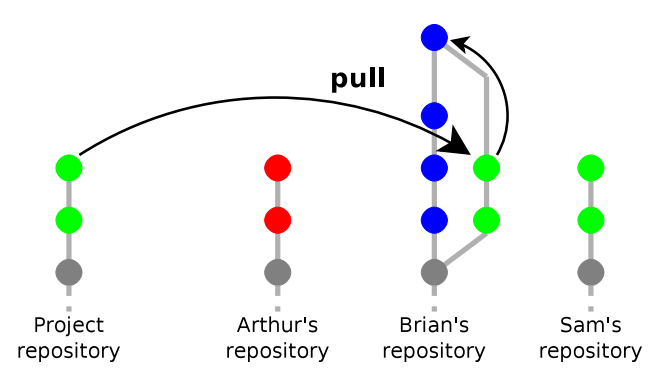 pull
Project
repository
Arthur's
repository
Brian's
repository
Sam's
repository